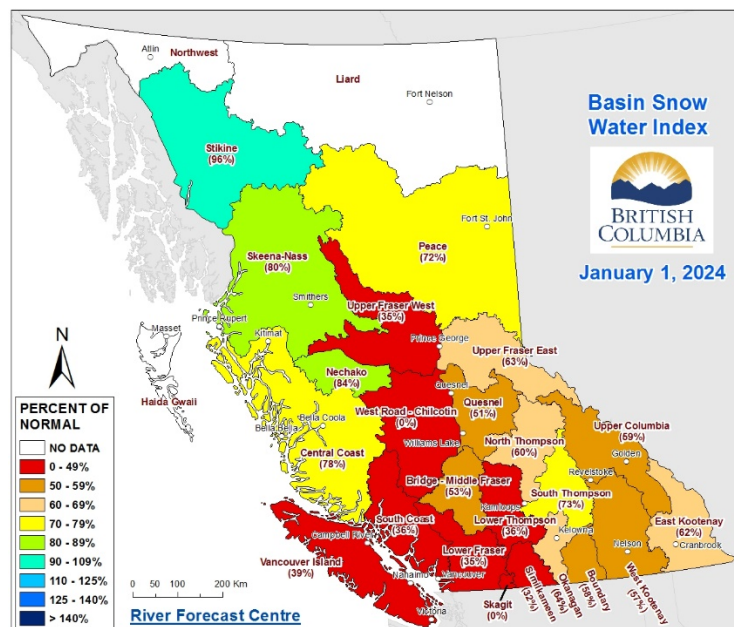 Atlin
Northwest
Liard
Fort Nelson
Basin Snow
Water Index
BRITISH
COLUMBIA
January 1, 2024
Stikine
(96%)
Fort St. John
Peace
(72%)
Skeena-Nass
(80%)
Smithers
Upper Fraser West
(35%)
Prince Rupert
Masset
Kitimat
Prince George
Upper Fraser East
(63%)
N
Haida Gwaii
Nechako
(84%)
Quesnel
Quesnel
(51%)
West Road - Chilcotin
(0%)
Upper Columbia
(59%)
Bella Coola
Bella Bella
Williams Lake
North Thompson
(60%)
Golden
Central Coast
(78%)
Revelstoke
Bridge - Middle Fraser
(53%)
South Thompson
(73%)
Kamloops
South Coast
(36%)
Lower Thompson
(36%)
East Kootenay
(62%)
Campbell River
Kelowna
Cranbrook
Vancouver Island
(39%)
Lower Fraser
(35%)
Nelson
Nanaimo
Vancouver
Victoria
Skagit
(0%)
Similkameen
(32%)
Okanagan
(64%)
Boundary
(58%)
West Kootenay
(57%)
PERCENT OF
NORMAL
NO DATA
0 - 49%
50 - 59%
60 - 69%
70 - 79%
80 - 89%
90 - 109%
110 - 125%
125 - 140%
> 140%
0 50 100 200 Km
River Forecast Centre